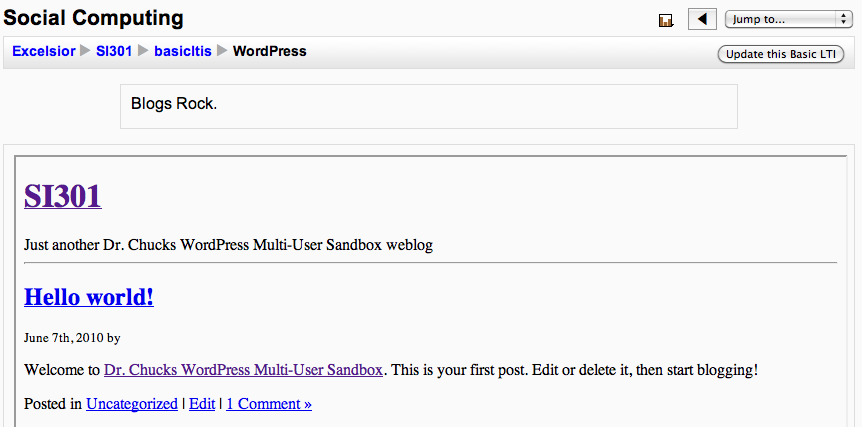 Social Computing
Jump to...
Excelsior SI301 basicltis WordPress
Update this Basic LTI
Blogs Rock.
SI301
Just another Dr. Chucks WordPress Multi-User Sandbox weblog
Hello world!
June 7th, 2010 by
Welcome to Dr. Chucks WordPress Multi-User Sandbox. This is your first post. Edit or delete it, then start blogging!
Posted in Uncategorized | Edit | 1 Comment »